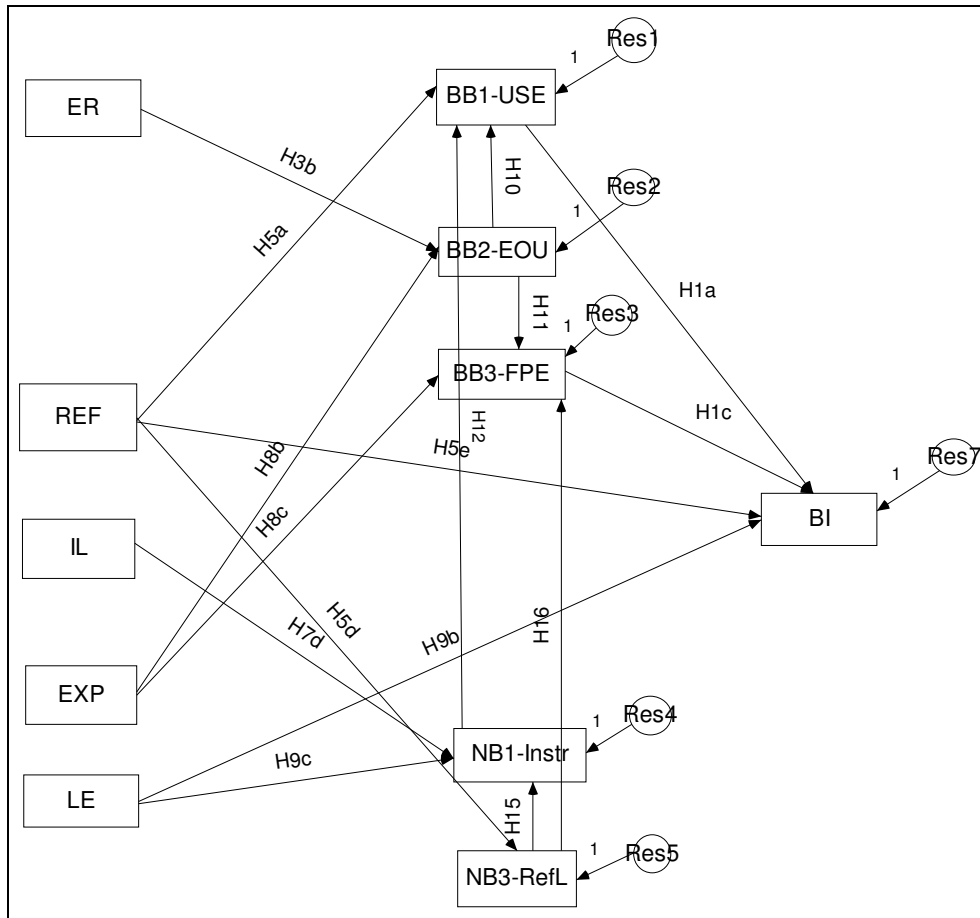 Res1
1
BB1-USE
ER
H3b
H10
Res2
1
H5a
BB2-EOU
H1a
H11
Res3
1
BB3-FPE
REF
H1c
H12
H5e
H8b
Res7
1
H8c
BI
IL
H5d
H7d
H16
H9b
EXP
Res4
1
NB1-Instr
H9c
LE
H15
1
Res5
NB3-RefL